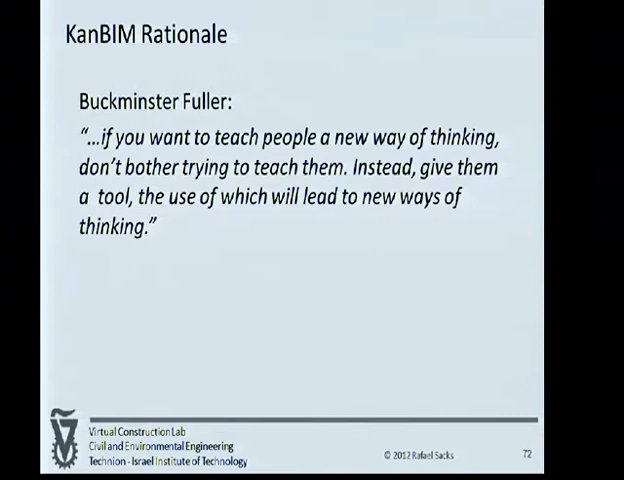 KanBIM Rationale
Buckminster Fuller:
“…if you want to teach people a new way of thinking,
don’t bother trying to teach them. Instead, give them
a tool, the use of which will lead to new ways of
thinking.”
Virtual Construction Lab
Civil and Environmental Engineering
Technion - Israel Institute of Technology
© 2012 Rafael Sacks
72